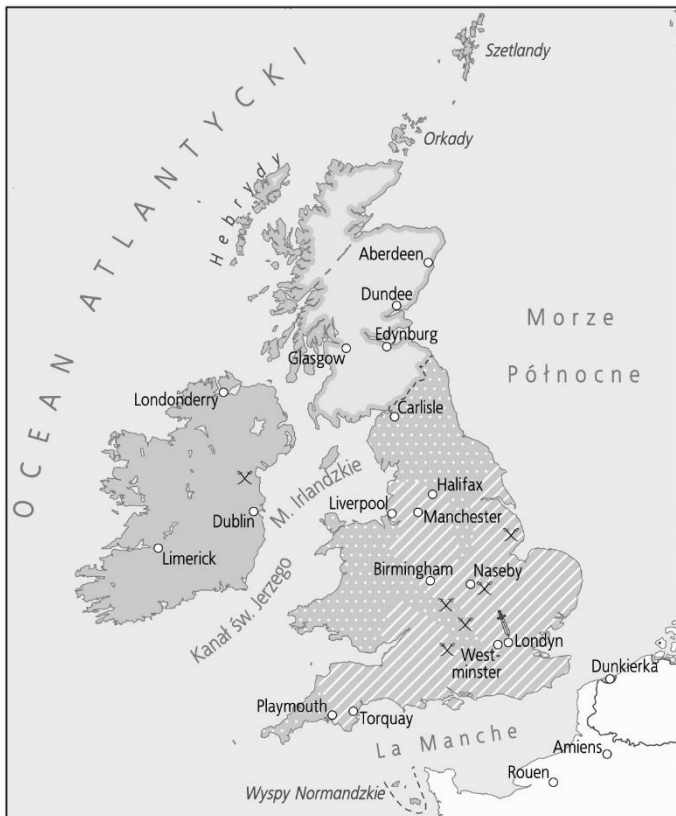 Szetlandy
Orkady
Hebrydy
OCEAN ATLANTYCKI
Aberdeen
Dundee
Edynburg
Glasgow
Morze
Północne
Londonderry
Carlisle
M. Irlandzkie
Halifax
Liverpool
Manchester
Dublin
Limerick
Birmingham
Naseby
Kanał św. Jerzego
Londyn
West-
minster
Dunkierka
Playmouth
Torquay
La Manche
Amiens
Rouen
Wyspy Normandzkie